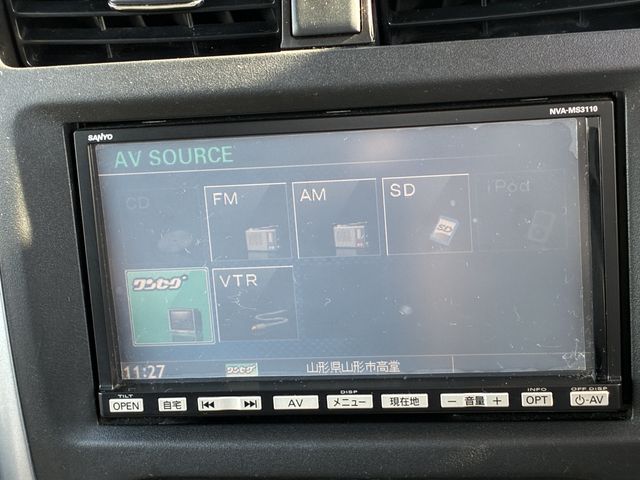 NVA-MS3110
SANYO
AV SOURCE
CD FM AM SD iPod
SD
ワンセグ VTR
11:27 ワンセグ 山形県山形市高堂
TILT DISP INFO OFF DISP
OPEN 自宅 AV メニュー 現在地 － 音量 ＋ OPT -AV